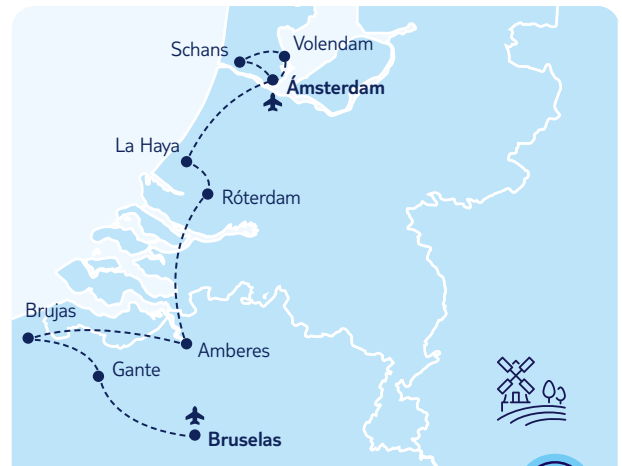 Schans
Volendam
Ámsterdam
La Haya
Róterdam
Brujas
Amberes
Gante
Bruselas